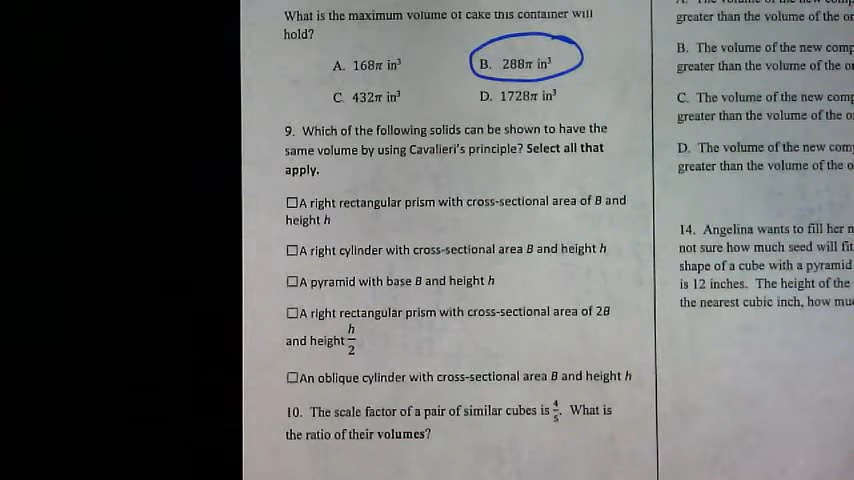 What is the maximum volume of cake this container will
hold?
A. 168π in³
B. 288π in³
C. 432π in³
D. 1728π in³
9. Which of the following solids can be shown to have the
same volume by using Cavalieri's principle? Select all that
apply.
☐A right rectangular prism with cross-sectional area of B and
height h
☐A right cylinder with cross-sectional area B and height h
☐A pyramid with base B and height h
☐A right rectangular prism with cross-sectional area of 2B
and height h/2
☐An oblique cylinder with cross-sectional area B and height h
10. The scale factor of a pair of similar cubes is 4/5. What is
the ratio of their volumes?
greater than the volume of the
B. The volume of the new
greater than the volume of the
C. The volume of the new
greater than the volume of the
D. The volume of the new
greater than the volume of the
14. Angelina wants to fill her
not sure how much seed will fit
shape of a cube with a pyramid
is 12 inches. The height of the
the nearest cubic inch, how